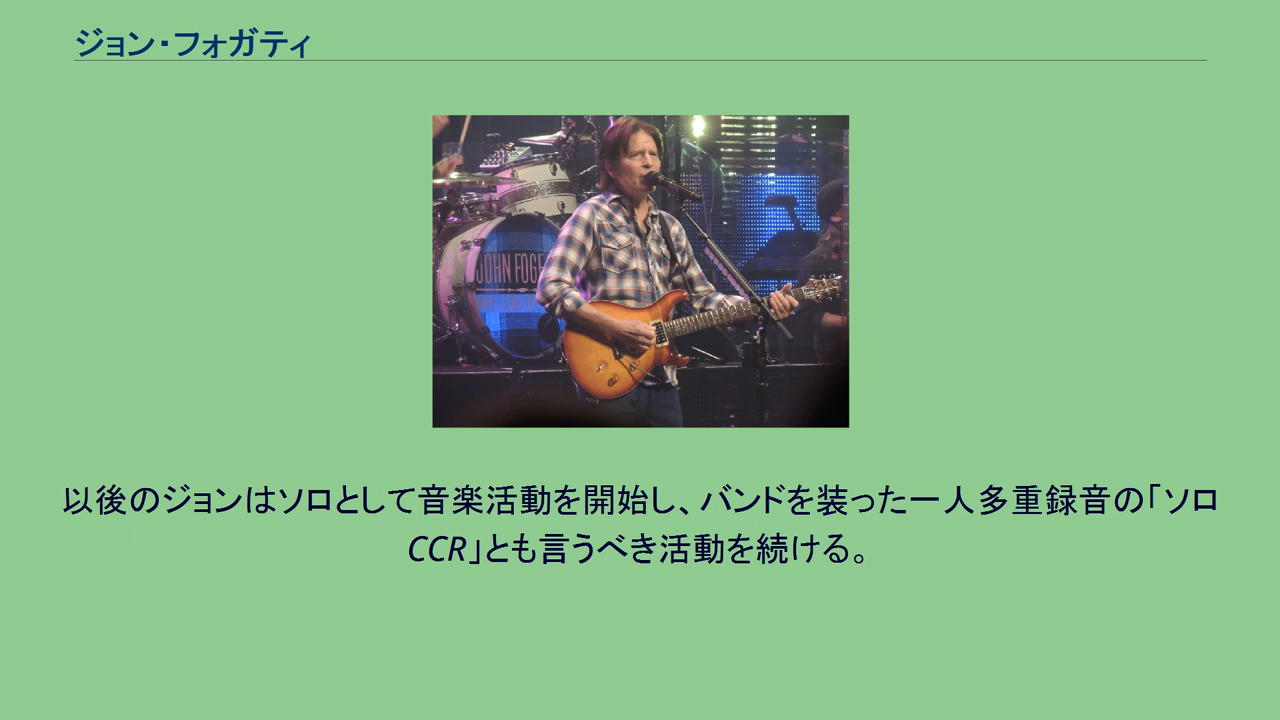 ジョン・フォガティ
JOHN FOGE
以後のジョンはソロとして音楽活動を開始し、バンドを装った一人多重録音の「ソロ
CCR」とも言うべき活動を続ける。